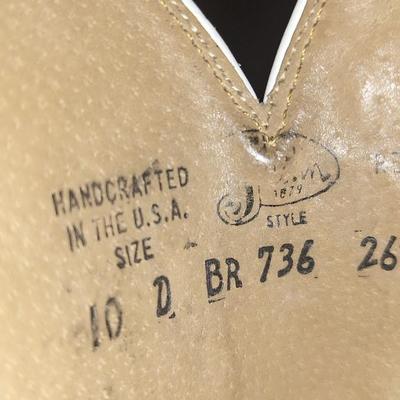 HANDCRAFTED
IN THE U.S.A.
SIZE
10 D
1879
STYLE
BR 736 26